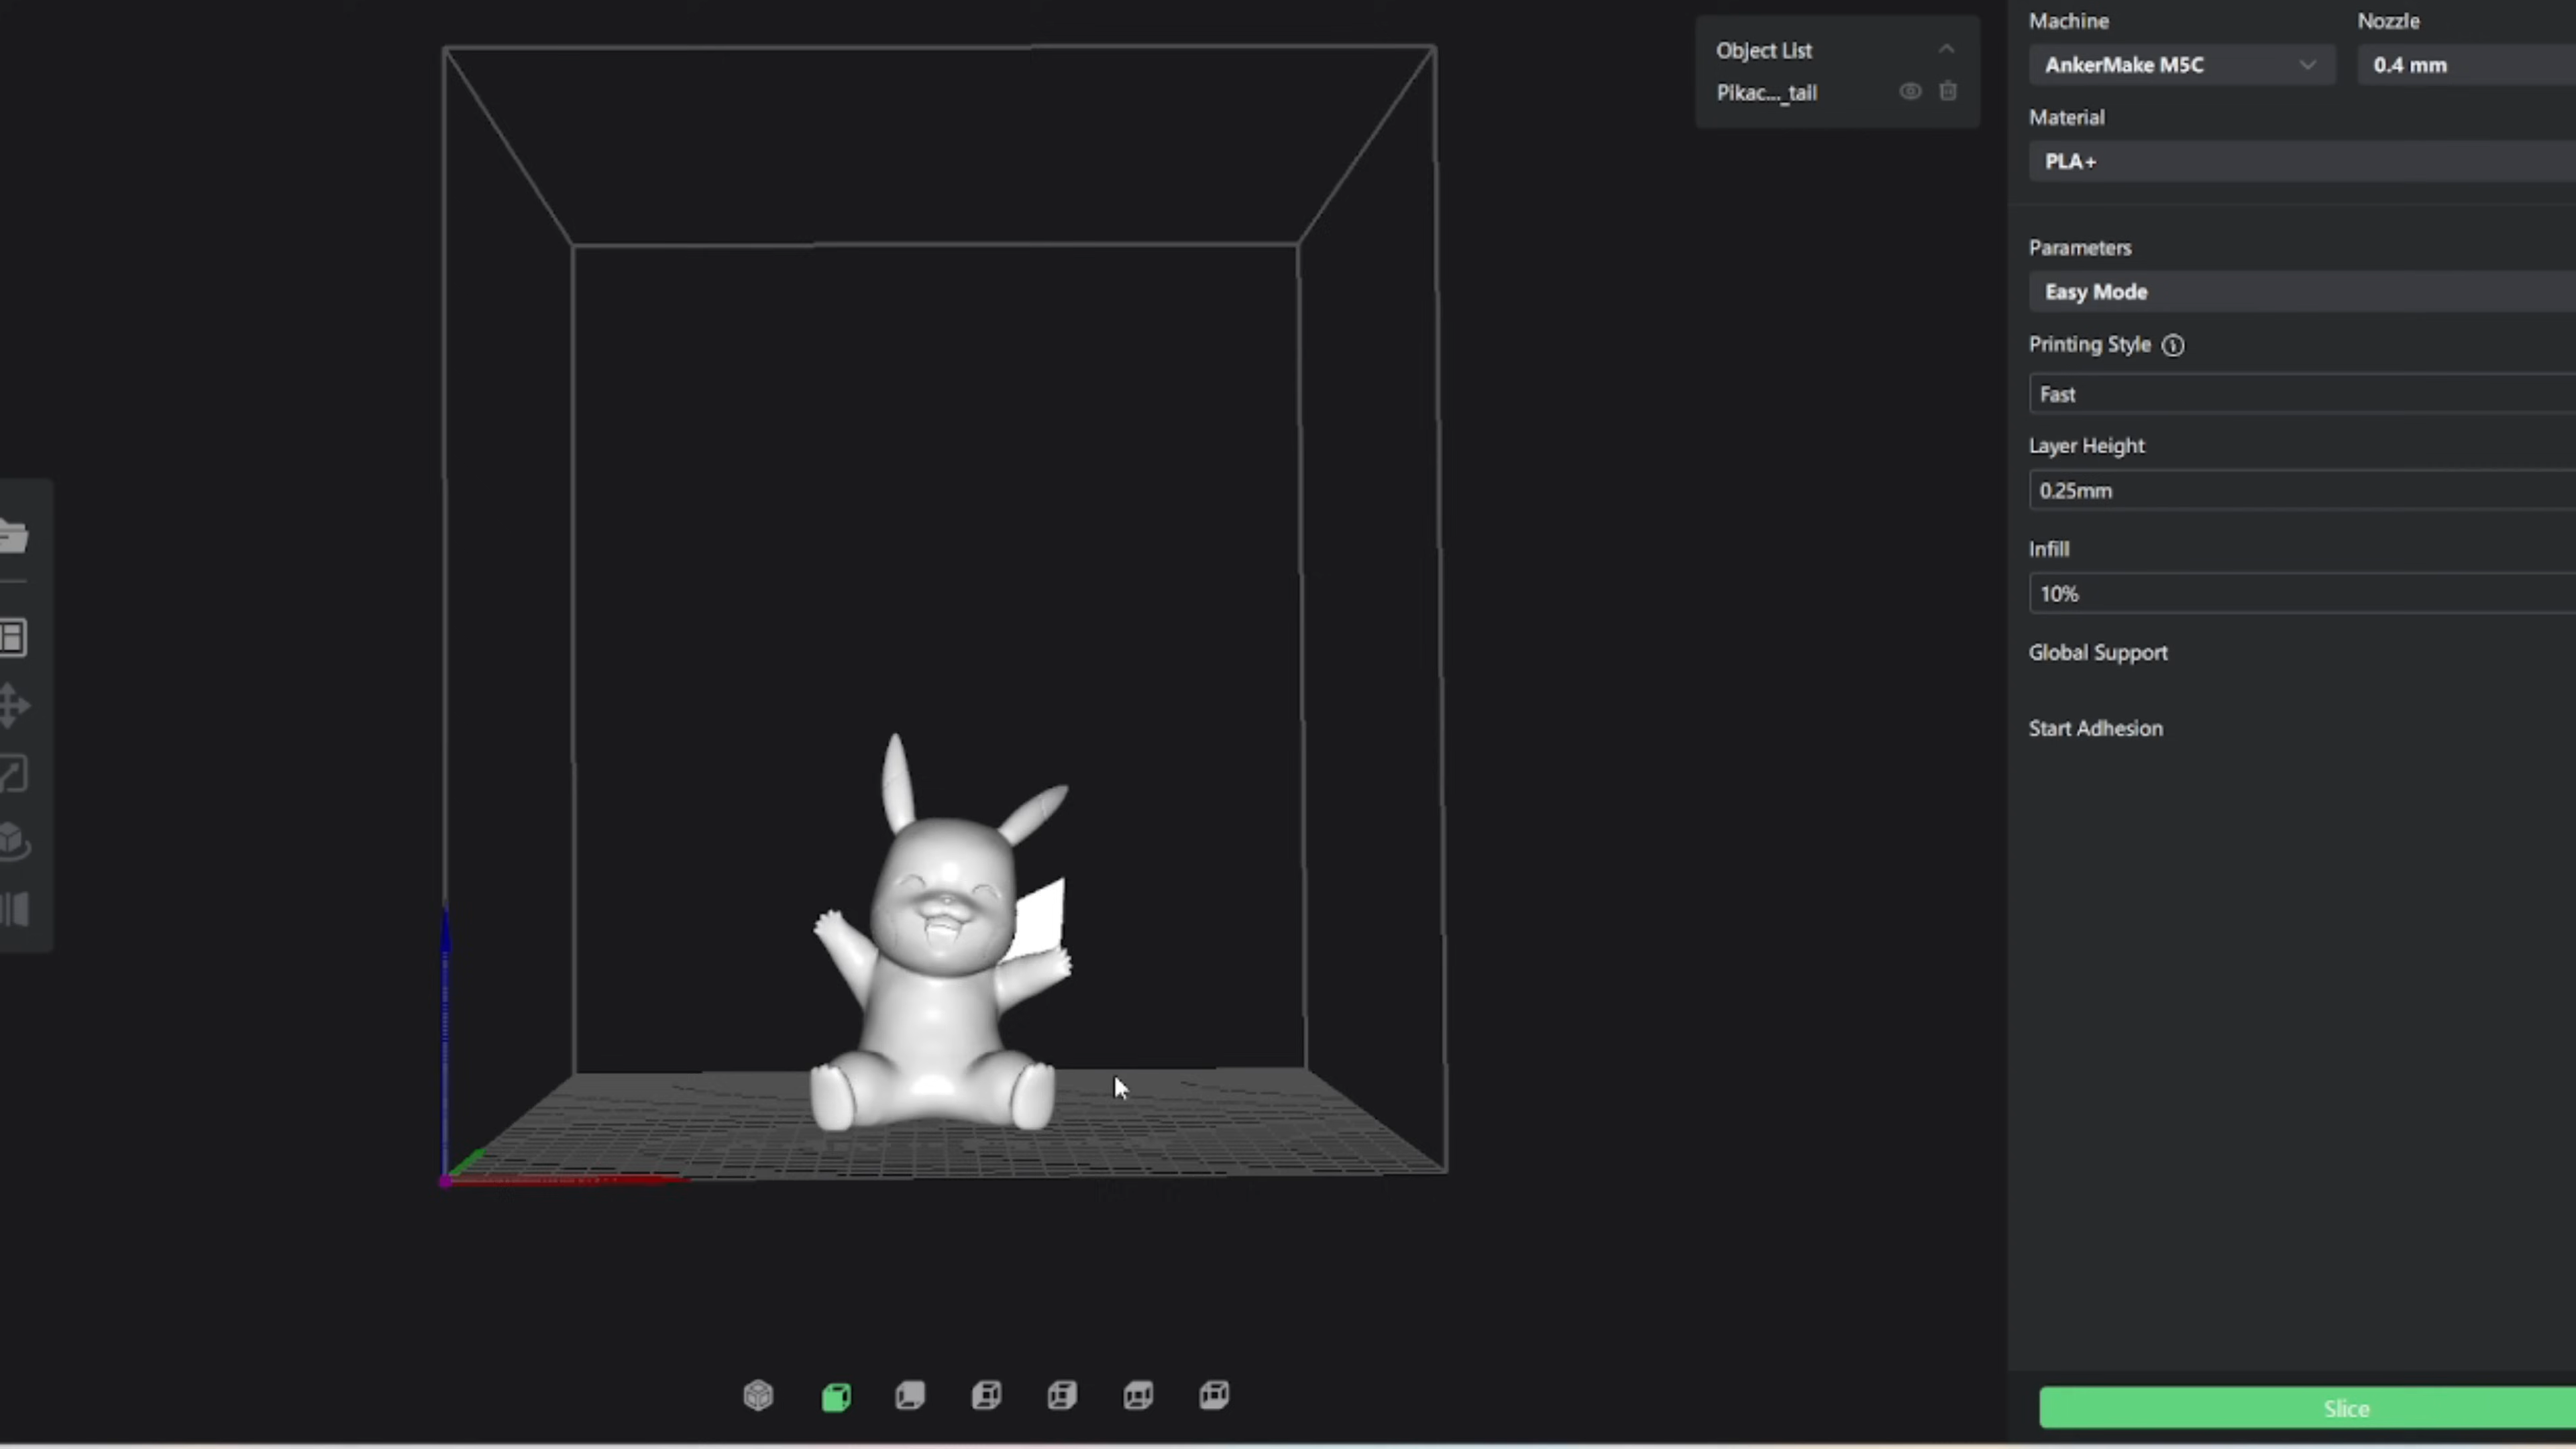 Object List
Pikac..._tail
Machine
Nozzle
AnkerMake M5C
0.4 mm
Material
PLA+
Parameters
Easy Mode
Printing Style
Fast
Layer Height
0.25mm
Infill
10%
Global Support
Start Adhesion
Slice